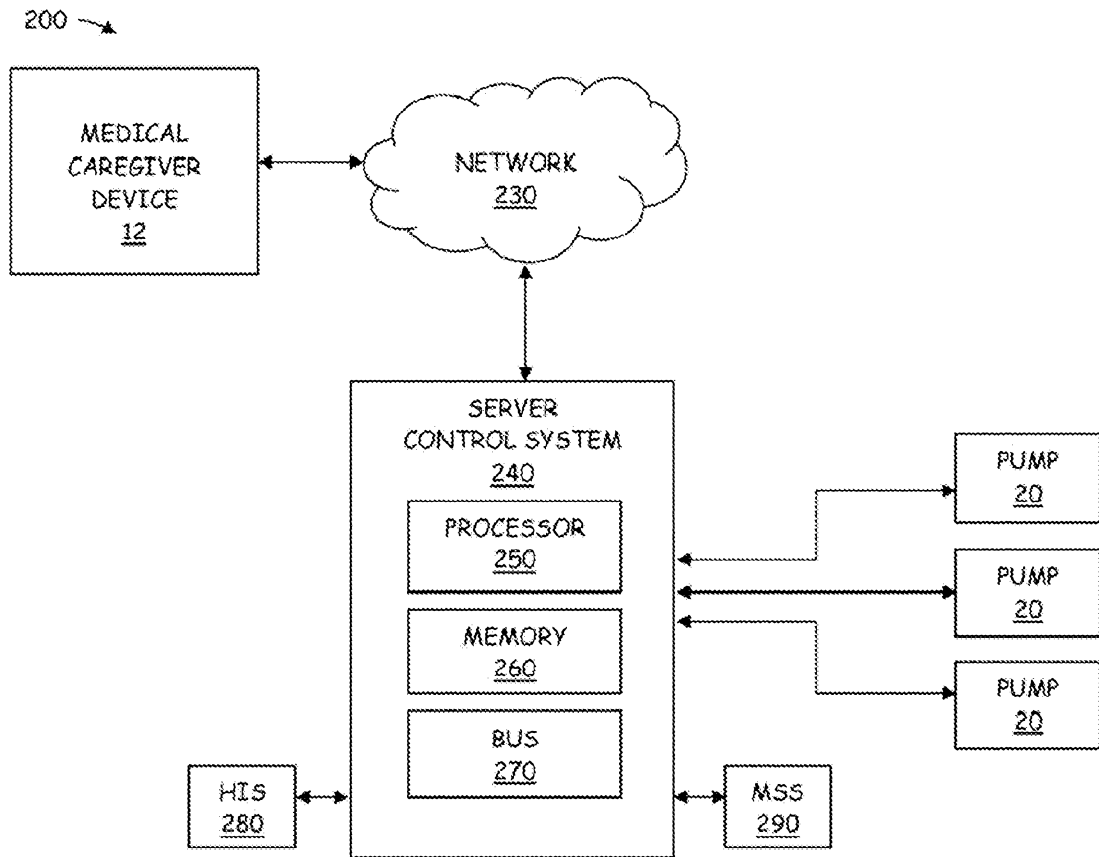 200
MEDICAL
CAREGIVER
DEVICE
12
NETWORK
230
SERVER
CONTROL SYSTEM
240
PROCESSOR
250
MEMORY
260
BUS
270
PUMP
20
PUMP
20
PUMP
20
HIS
280
MSS
290